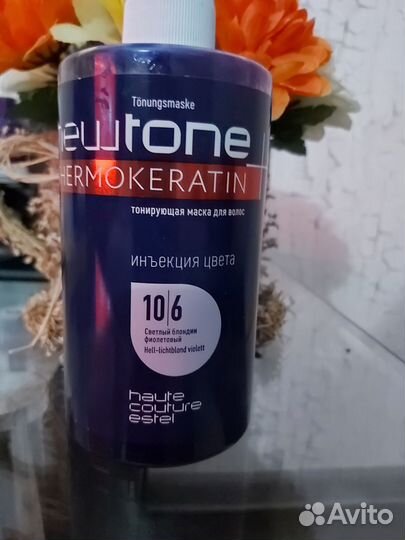 Tönungsmaske
ewtone
HERMOKERATIN
тонирующая маска для волос
инъекция цвета
10|6
Светлый блондин
фиолетовый
Hell-lichtblond violett
haute
couture
estel
Avito